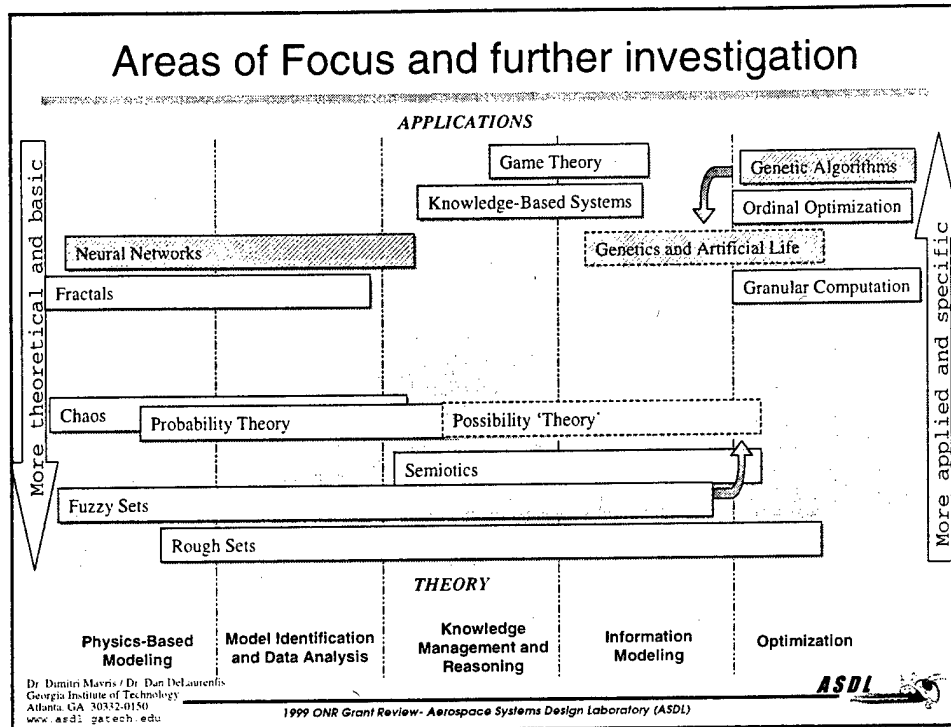 Areas of Focus and further investigation
APPLICATIONS
More theoretical and basic
Game Theory
Genetic Algorithms
Knowledge-Based Systems
Ordinal Optimization
Neural Networks
Genetics and Artificial Life
Fractals
Granular Computation
Chaos
Probability Theory
Possibility 'Theory'
Semiotics
Fuzzy Sets
Rough Sets
More applied and specific
THEORY
Physics-Based
Modeling
Model Identification
and Data Analysis
Knowledge
Management and
Reasoning
Information
Modeling
Optimization
Dr. Dimitri Mavris / Dr. Dan DeLaurentis
Georgia Institute of Technology
Atlanta, GA 30332-0150
www.asdl.gatech.edu
1999 ONR Grant Review- Aerospace Systems Design Laboratory (ASDL)
ASDL